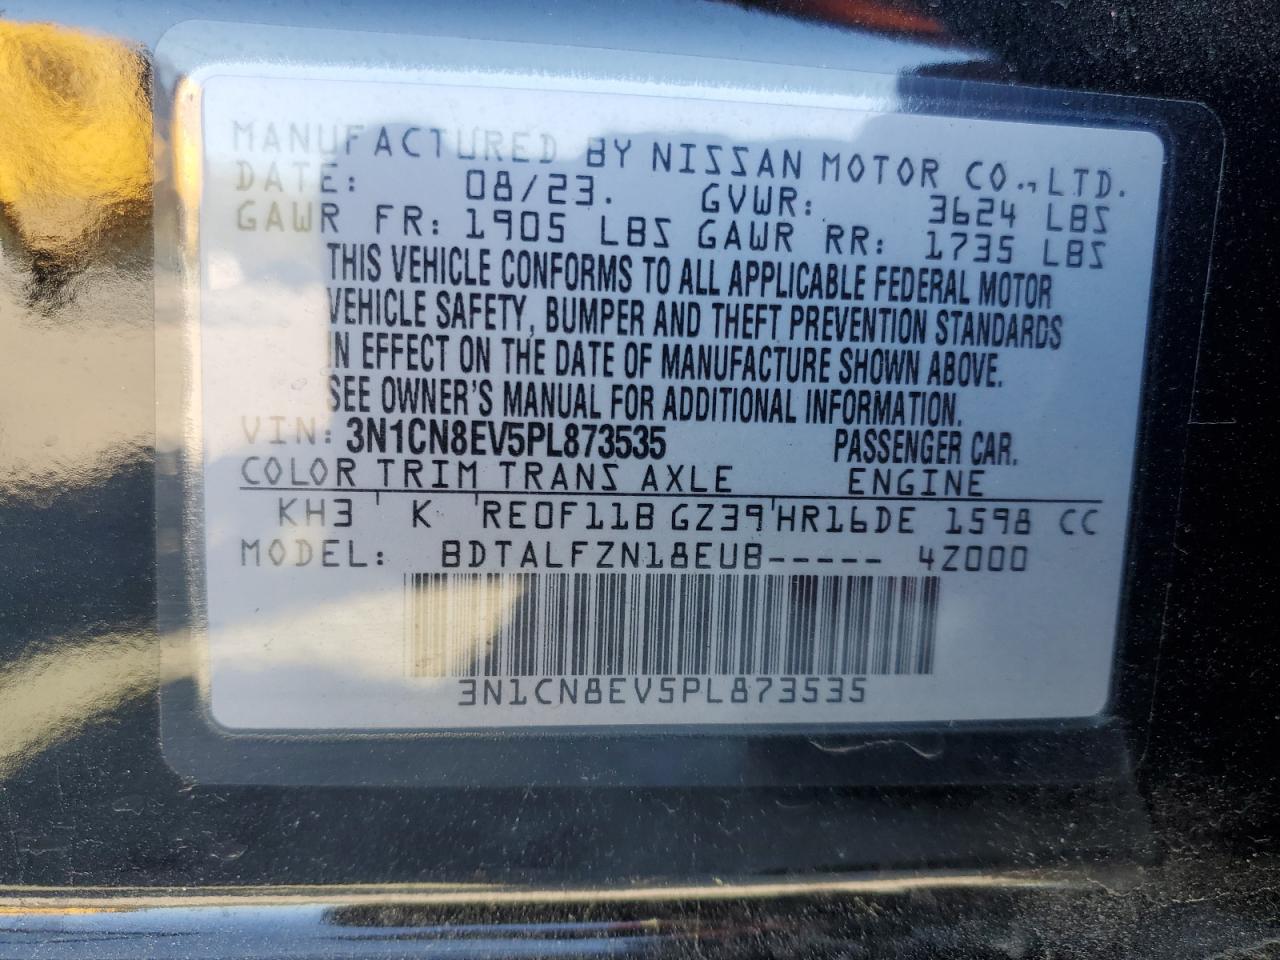 MANUFACTURED BY NISSAN MOTOR CO., LTD.
DATE: 08/23. GVWR: 3624 LBS
GAWR FR: 1905 LBS GAWR RR: 1735 LBS
THIS VEHICLE CONFORMS TO ALL APPLICABLE FEDERAL MOTOR
VEHICLE SAFETY, BUMPER AND THEFT PREVENTION STANDARDS
IN EFFECT ON THE DATE OF MANUFACTURE SHOWN ABOVE.
SEE OWNER'S MANUAL FOR ADDITIONAL INFORMATION.
VIN: 3N1CN8EV5PL873535 PASSENGER CAR.
COLOR TRIM TRANS AXLE ENGINE
KH3 K RE0F11B GZ39 HR16DE 1598 CC
MODEL: BDTALFZN18EUB----- 4Z000
3N1CN8EV5PL873535